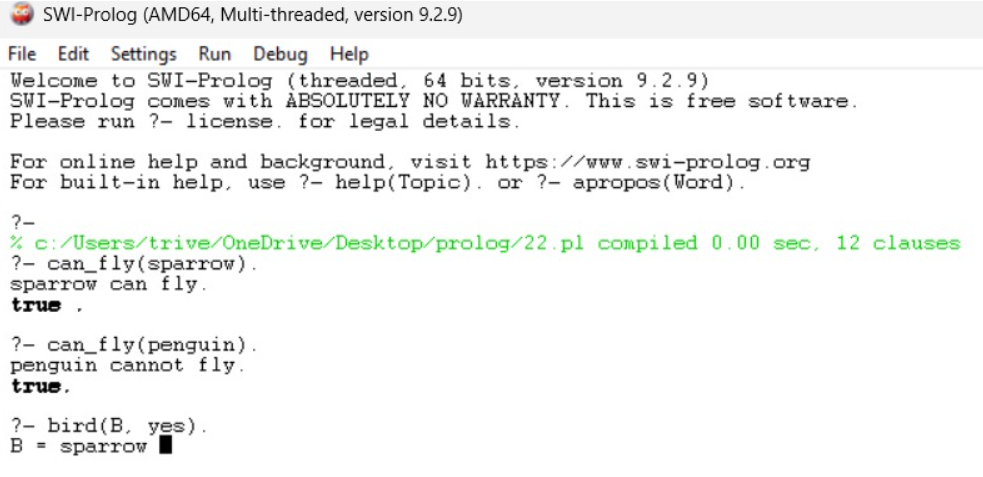 SWI-Prolog (AMD64, Multi-threaded, version 9.2.9)
File Edit Settings Run Debug Help
Welcome to SWI-Prolog (threaded, 64 bits, version 9.2.9)
SWI-Prolog comes with ABSOLUTELY NO WARRANTY. This is free software.
Please run ?- license. for legal details.
For online help and background, visit https://www.swi-prolog.org
For built-in help, use ?- help(Topic). or ?- apropos(Word).
?-
% c:/Users/trive/OneDrive/Desktop/prolog/22.pl compiled 0.00 sec, 12 clauses
?- can_fly(sparrow).
sparrow can fly.
true .
?- can_fly(penguin).
penguin cannot fly.
true.
?- bird(B, yes).
B = sparrow